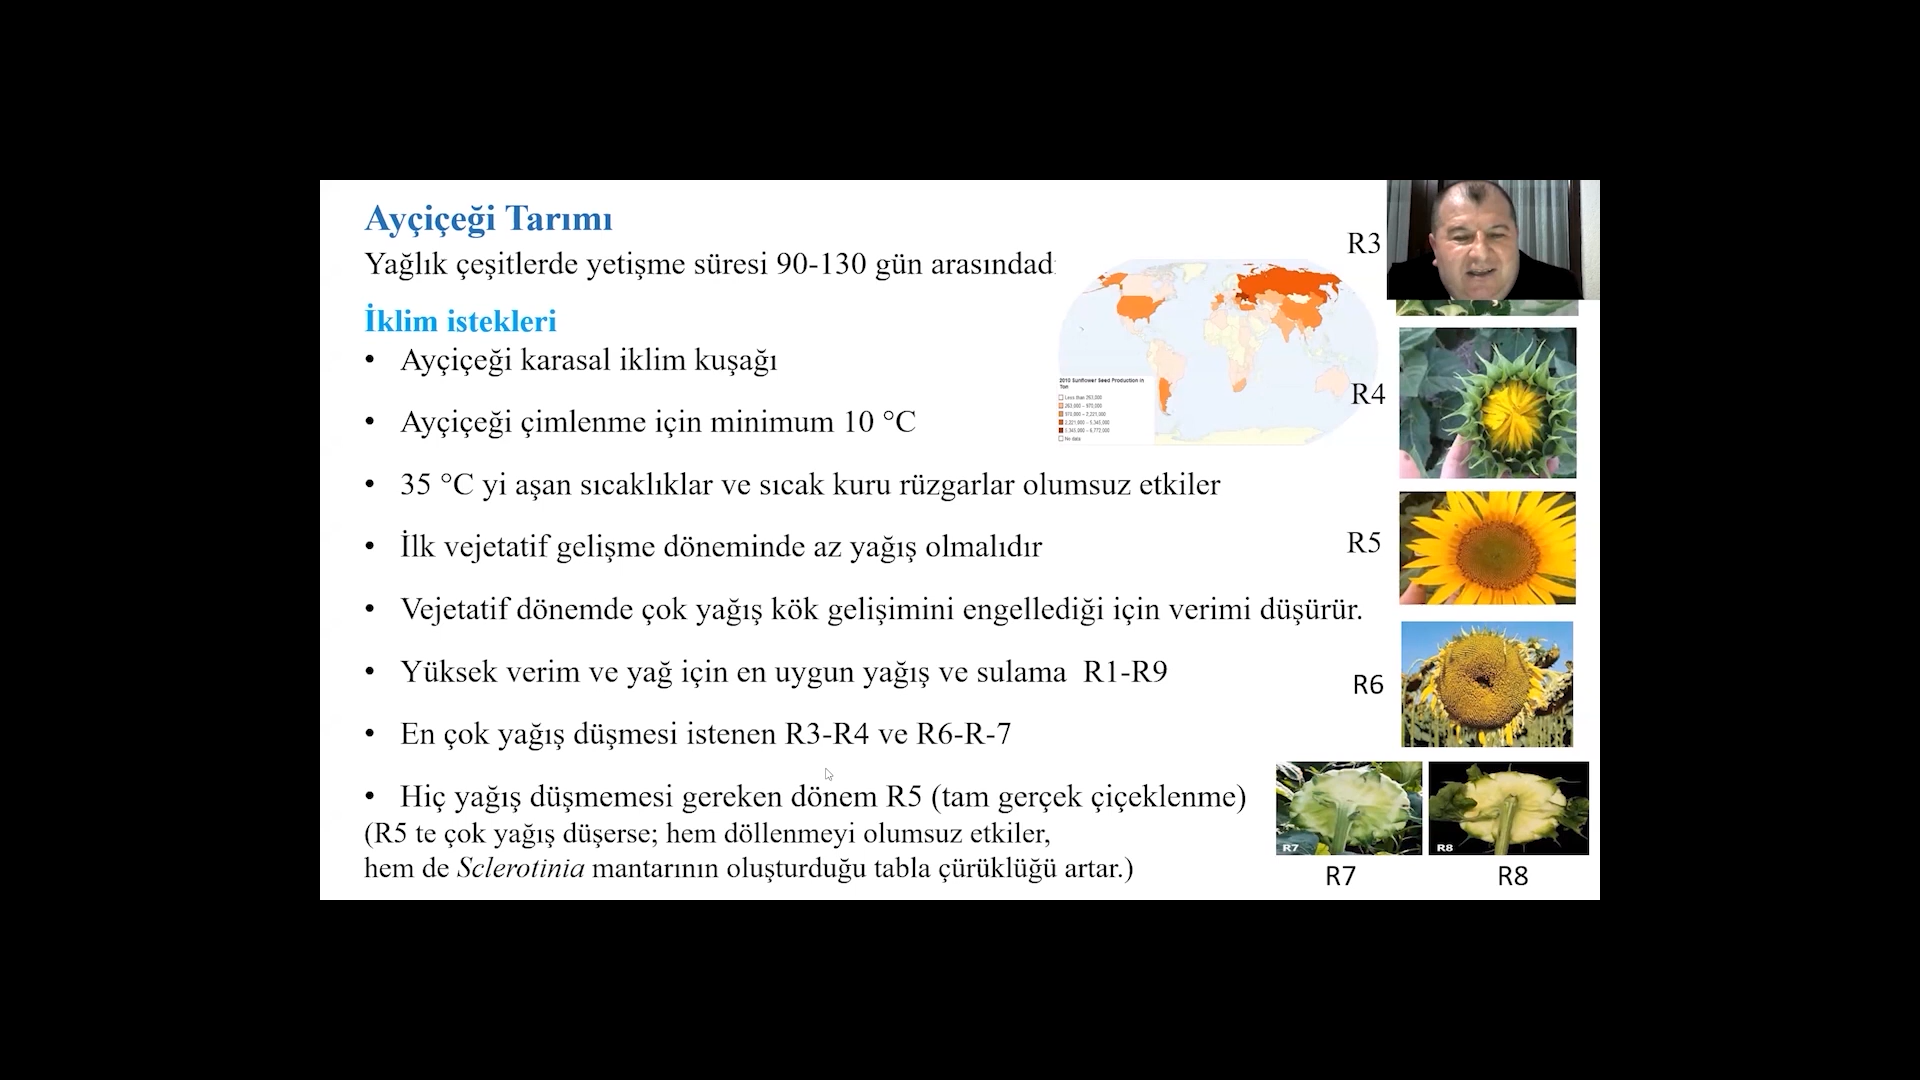 Ayçiçeği Tarımı
Yağlık çeşitlerde yetişme süresi 90-130 gün arasındad
İklim istekleri
• Ayçiçeği karasal iklim kuşağı
• Ayçiçeği çimlenme için minimum 10 °C
• 35 °C yi aşan sıcaklıklar ve sıcak kuru rüzgarlar olumsuz etkiler
• İlk vejetatif gelişme döneminde az yağış olmalıdır
• Vejetatif dönemde çok yağış kök gelişimini engellediği için verimi düşürür.
• Yüksek verim ve yağ için en uygun yağış ve sulama R1-R9
• En çok yağış düşmesi istenen R3-R4 ve R6-R-7
• Hiç yağış düşmemesi gereken dönem R5 (tam gerçek çiçeklenme)
(R5 te çok yağış düşerse; hem döllenmeyi olumsuz etkiler,
hem de Sclerotinia mantarının oluşturduğu tabla çürüklüğü artar.)
2010 Sunflower Seed Production in
Ton
Less than 263,000
263,000 – 970,000
970,000 – 2,221,000
2,221,000 – 5,345,000
5,345,000 – 6,772,000
No data
R3
R4
R5
R6
R7
R8
R7
R8